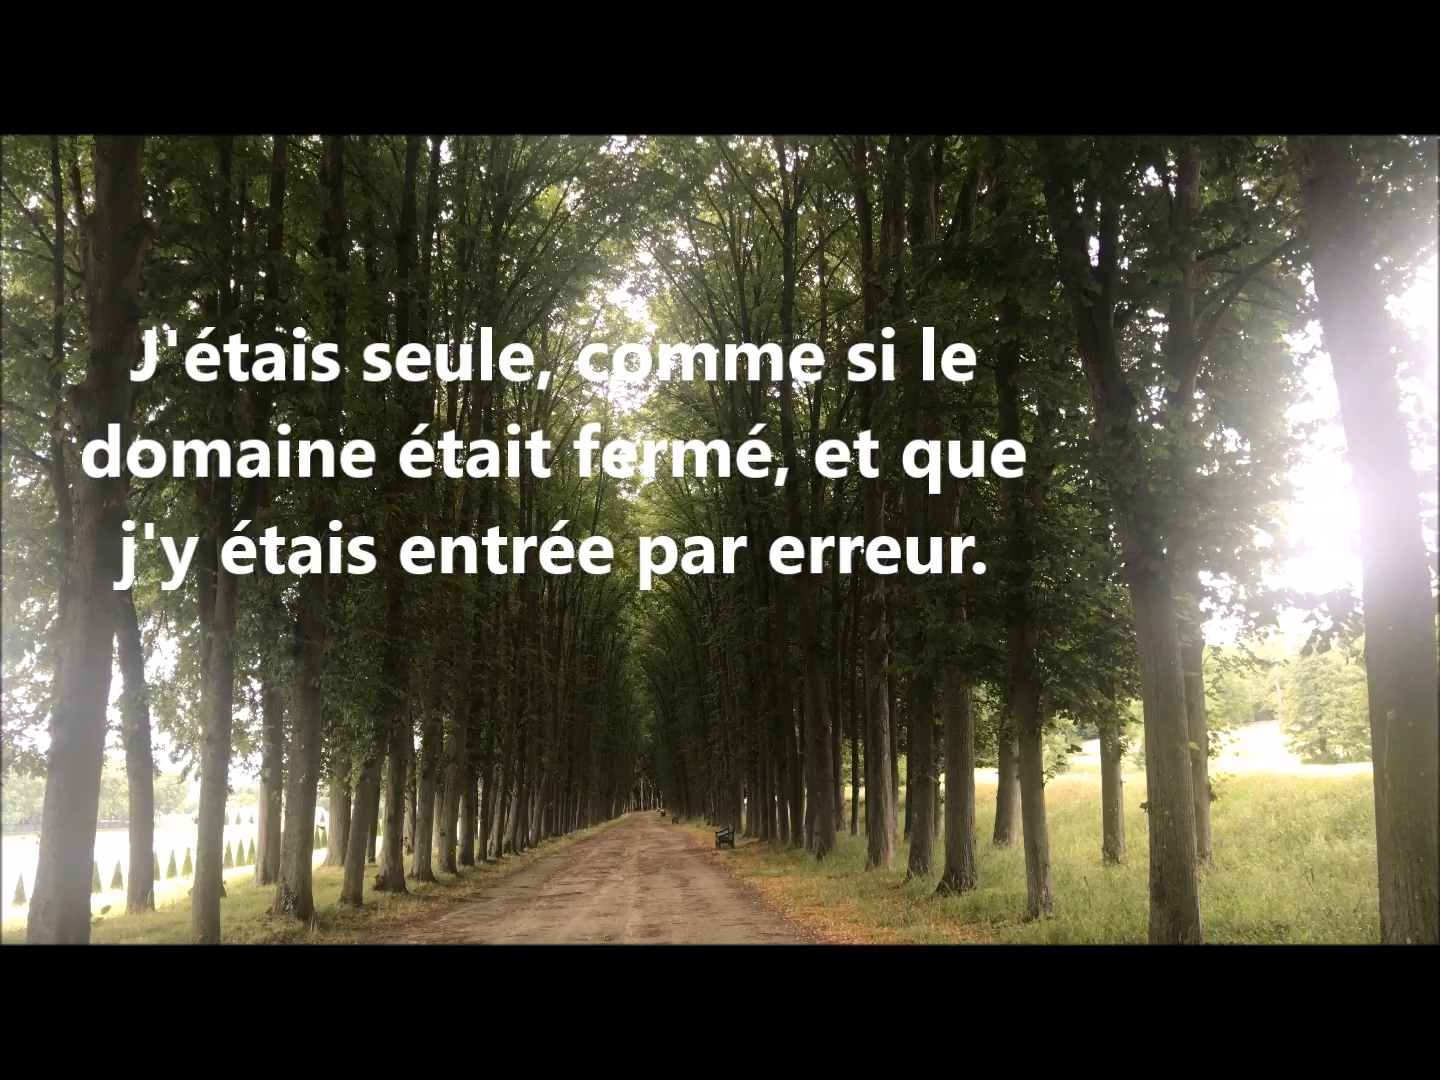 J'étais seule, comme si le
domaine était fermé, et que
j'y étais entrée par erreur.